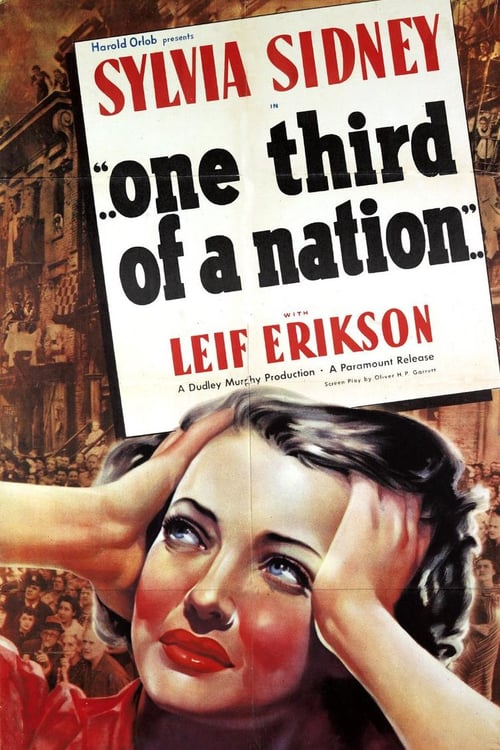 Harold Orlob presents
SYLVIA SIDNEY
IN
"..one third
of a nation"..
WITH
LEIF ERIKSON
A Dudley Murphy Production • A Paramount Release
Screen Play by Oliver H. P. Garrett